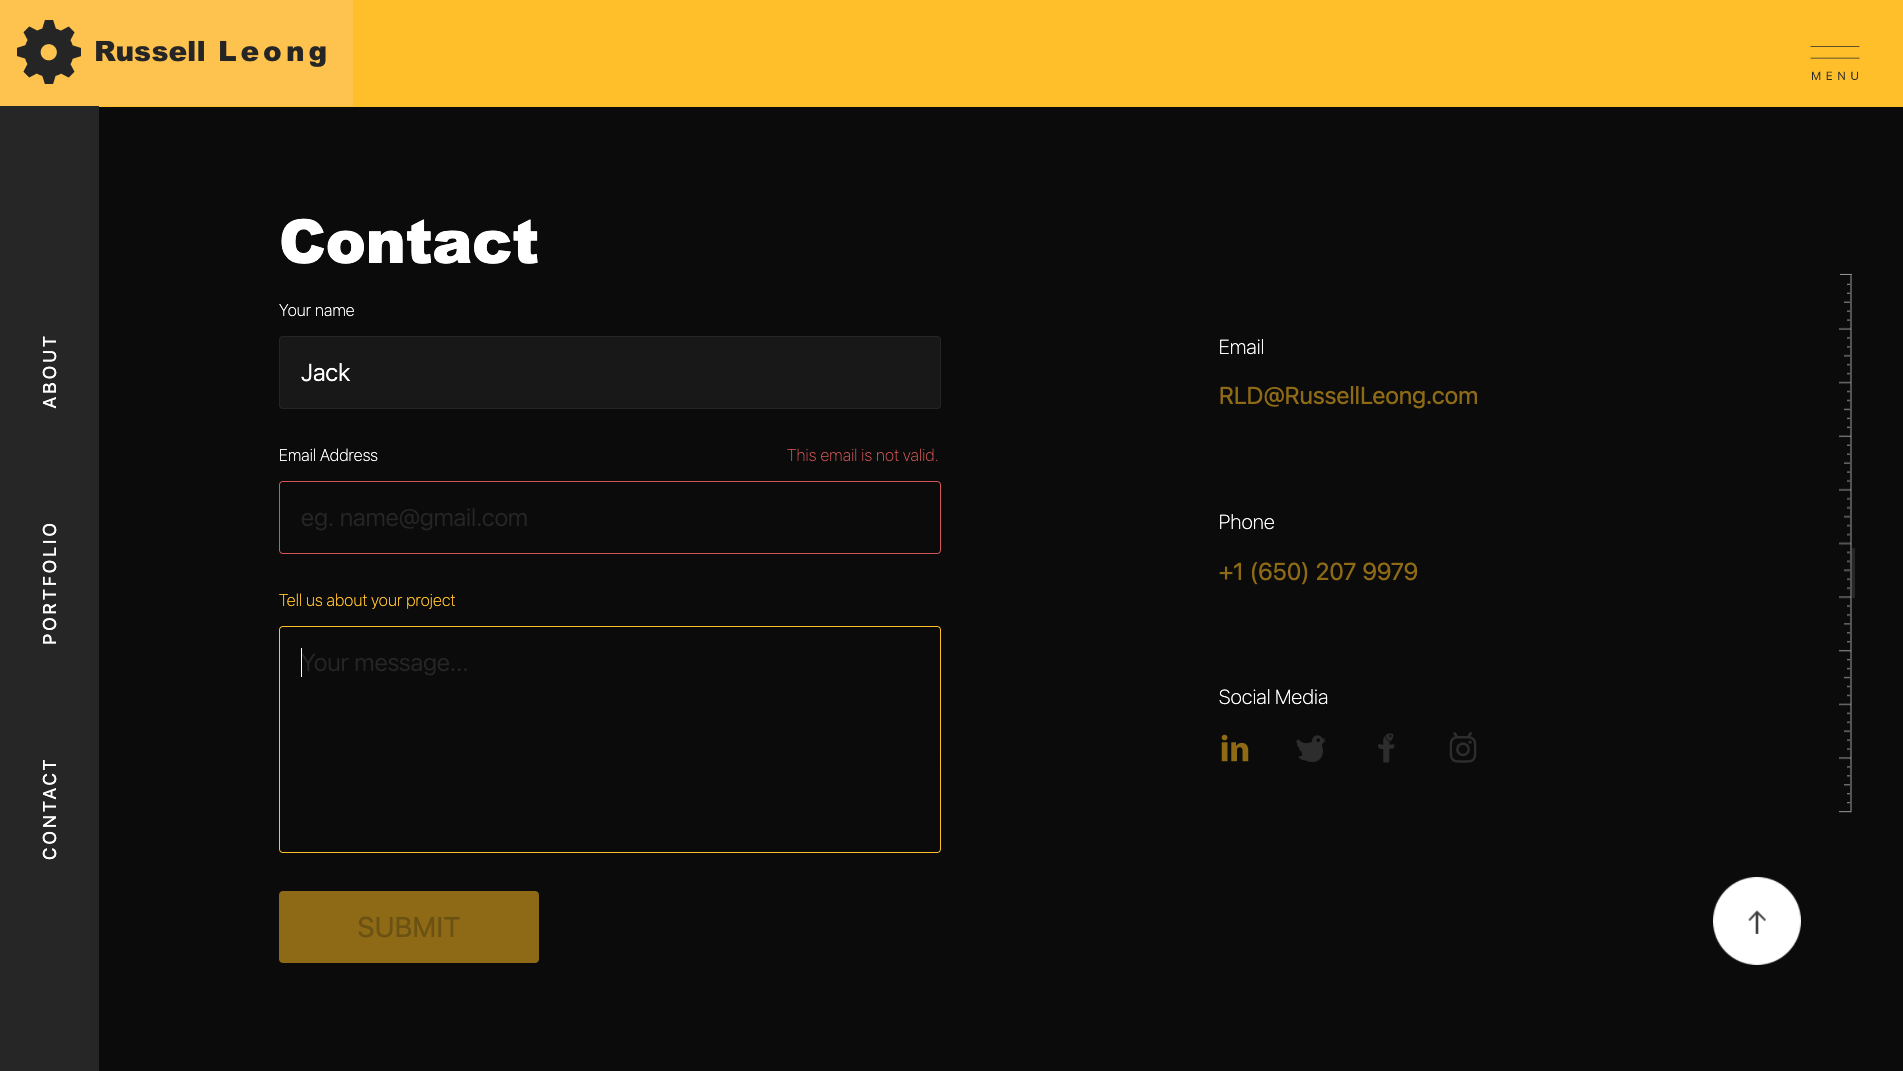 Russell Leong
MENU
ABOUT
PORTFOLIO
CONTACT
Contact
Your name
Jack
Email Address
This email is not valid.
eg. name@gmail.com
Tell us about your project
Your message...
SUBMIT
Email
RLD@RussellLeong.com
Phone
+1 (650) 207 9979
Social Media
in